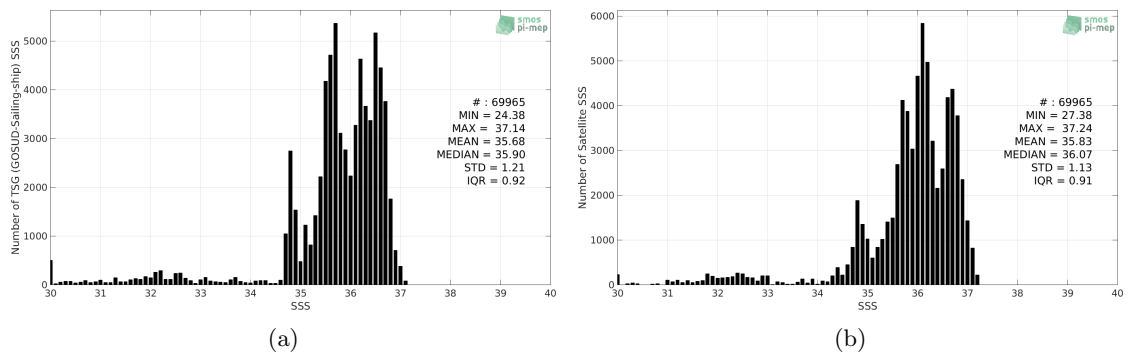 smos
pi-mep
5000
4000
3000
2000
1000
0
Number of TSG (GOSUD-Sailing-ship) SSS
# : 69965
MIN = 24.38
MAX = 37.14
MEAN = 35.68
MEDIAN = 35.90
STD = 1.21
IQR = 0.92
30 31 32 33 34 35 36 37 38 39 40
SSS
(a)
smos
pi-mep
6000
5000
4000
3000
2000
1000
0
Number of Satellite SSS
# : 69965
MIN = 27.38
MAX = 37.24
MEAN = 35.83
MEDIAN = 36.07
STD = 1.13
IQR = 0.91
30 31 32 33 34 35 36 37 38 39 40
SSS
(b)